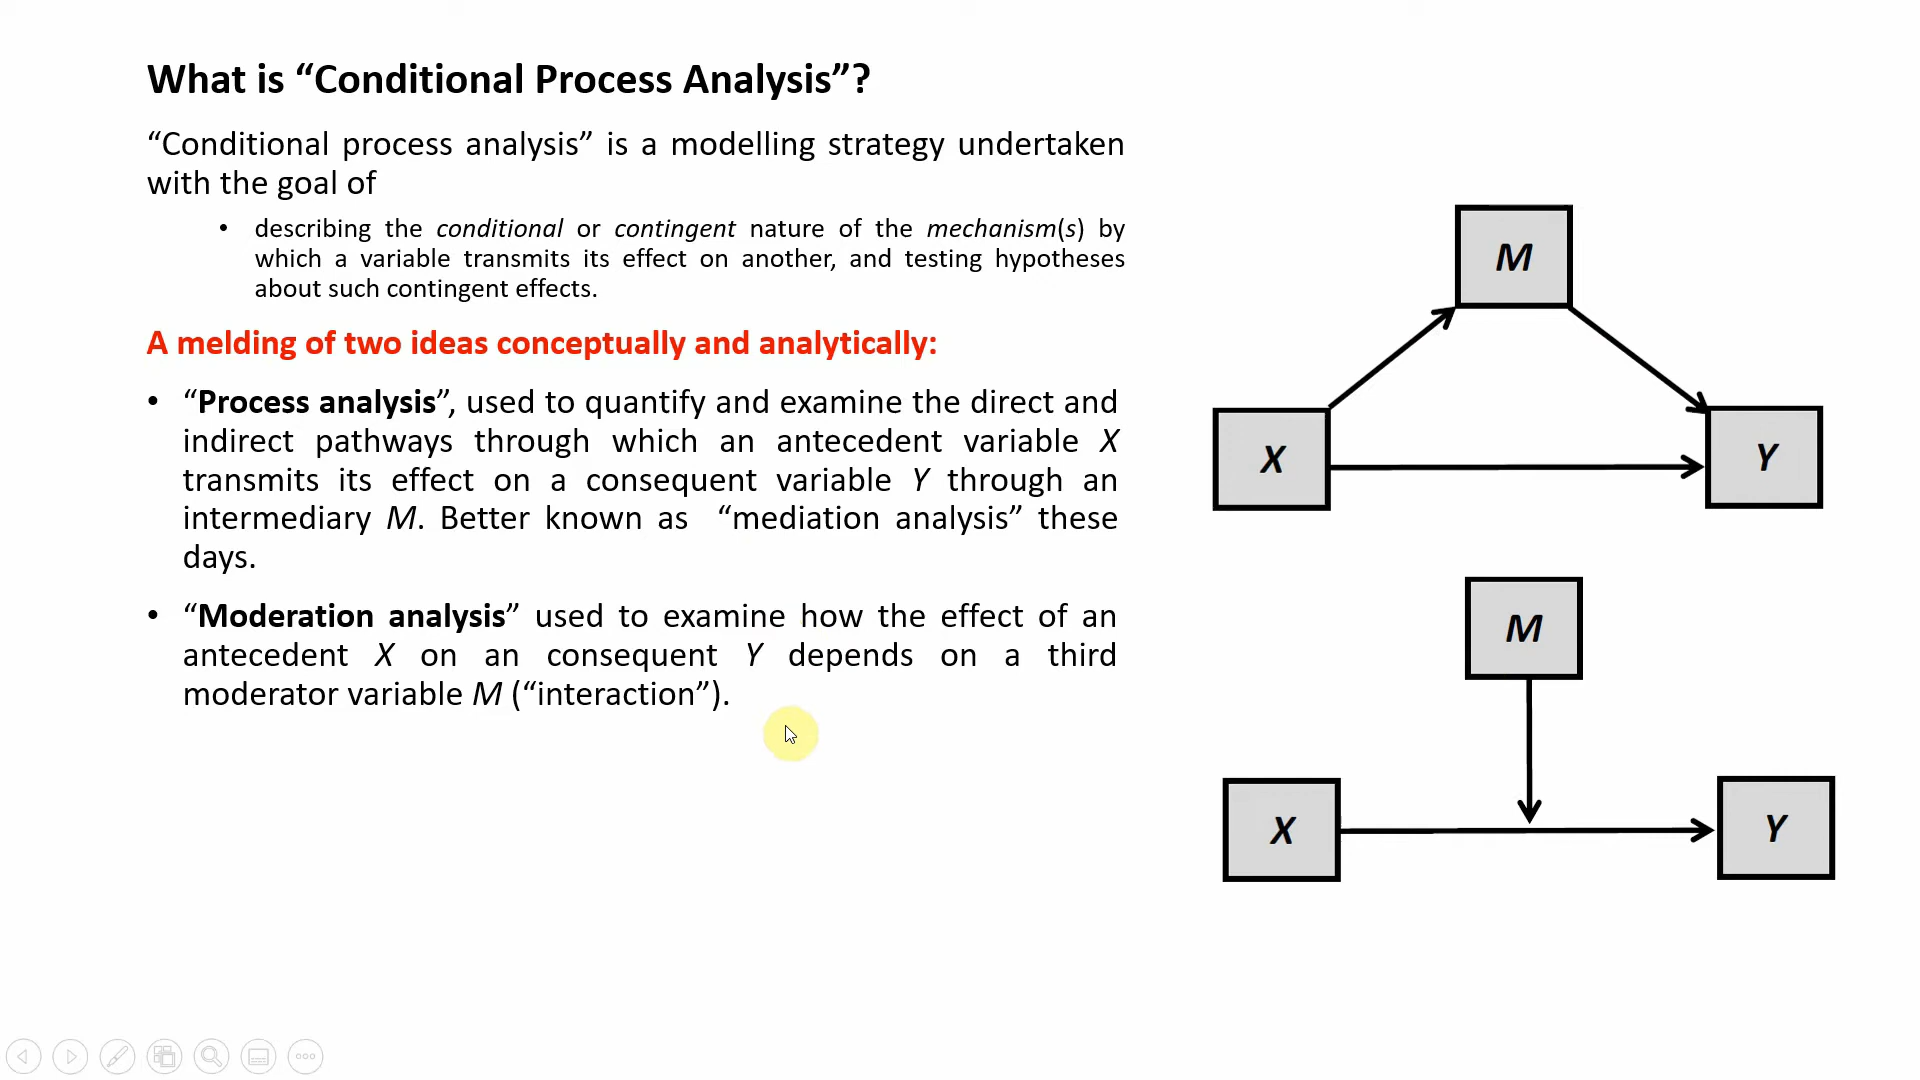 What is “Conditional Process Analysis”?
“Conditional process analysis” is a modelling strategy undertaken
with the goal of
• describing the conditional or contingent nature of the mechanism(s) by
which a variable transmits its effect on another, and testing hypotheses
about such contingent effects.
A melding of two ideas conceptually and analytically:
• “Process analysis”, used to quantify and examine the direct and
indirect pathways through which an antecedent variable X
transmits its effect on a consequent variable Y through an
intermediary M. Better known as “mediation analysis” these
days.
• “Moderation analysis” used to examine how the effect of an
antecedent X on an consequent Y depends on a third
moderator variable M (“interaction”).
M
X
Y
M
X
Y